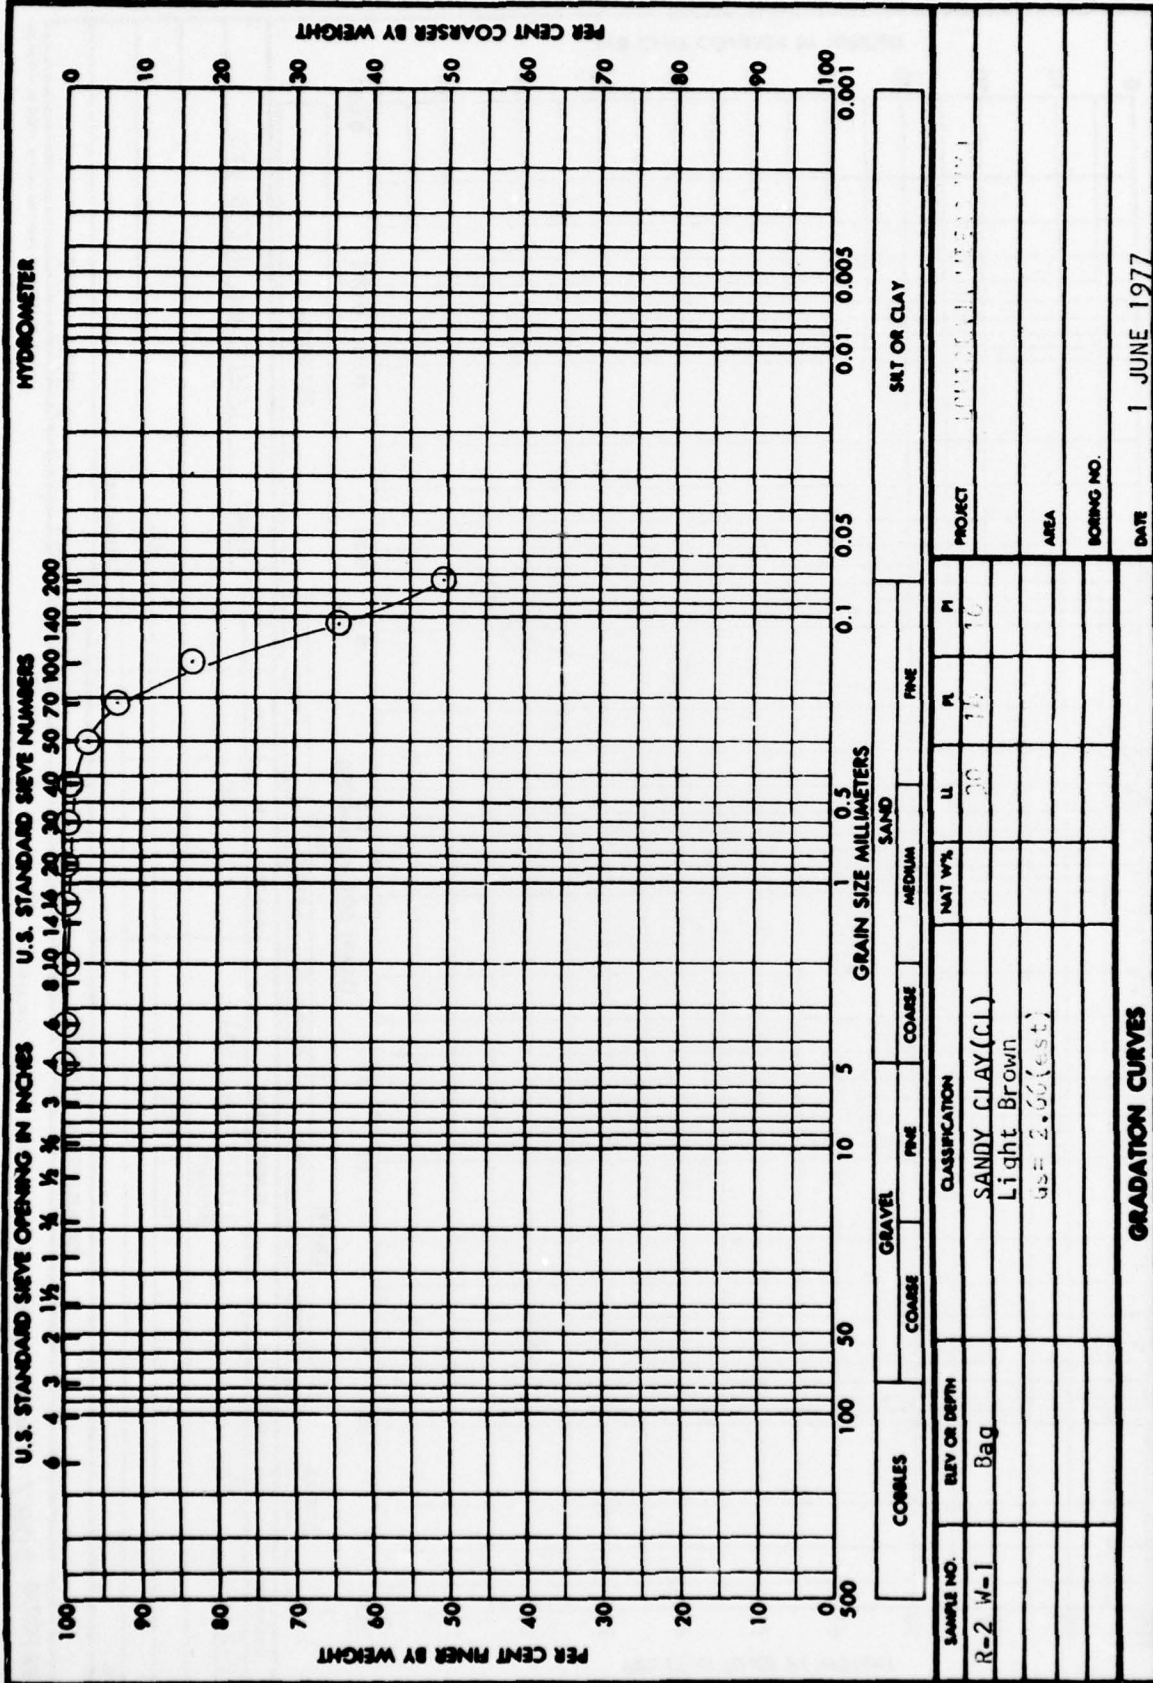 U.S. STANDARD SIEVE OPENING IN INCHES U.S. STANDARD SIEVE NUMBERS HYDROMETER
6 4 3 2 1½ 1 ¾ ½ ⅜ 3 4 6 8 10 14 16 20 30 40 50 70 100 140 200
PER CENT FINER BY WEIGHT
100
90
80
70
60
50
40
30
20
10
0
PER CENT COARSER BY WEIGHT
0
10
20
30
40
50
60
70
80
90
100
500 100 50 10 5 1 0.5 0.1 0.05 0.01 0.005 0.001
GRAIN SIZE MILLIMETERS
COBBLES GRAVEL SAND SILT OR CLAY
COARSE FINE COARSE MEDIUM FINE
SAMPLE NO. ELEV OR DEPTH CLASSIFICATION NAT W% LL PL PI
R-2 W-1 Bag SANDY CLAY(CL)
Light Brown
Gs= 2.66(est)
PROJECT
AREA
BORING NO.
DATE 1 JUNE 1977
GRADATION CURVES